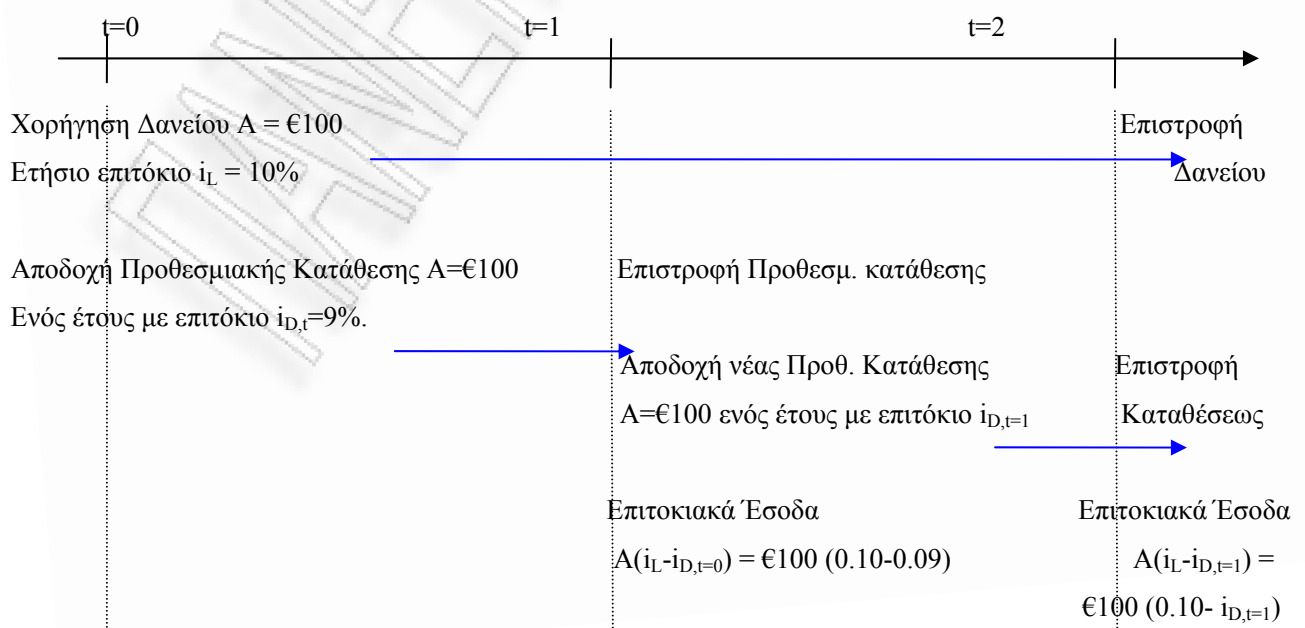 t=0 t=1 t=2
Χορήγηση Δανείου Α = €100
Ετήσιο επιτόκιο i_L = 10%
Επιστροφή
Δανείου
Αποδοχή Προθεσμιακής Κατάθεσης Α=€100
Ενός έτους με επιτόκιο i_D,t=9%.
Επιστροφή Προθεσμ. κατάθεσης
Αποδοχή νέας Προθ. Κατάθεσης
Α=€100 ενός έτους με επιτόκιο i_D,t=1
Επιστροφή
Καταθέσεως
Επιτοκιακά Έσοδα
A(i_L-i_D,t=0) = €100 (0.10-0.09)
Επιτοκιακά Έσοδα
A(i_L-i_D,t=1) =
€100 (0.10- i_D,t=1)